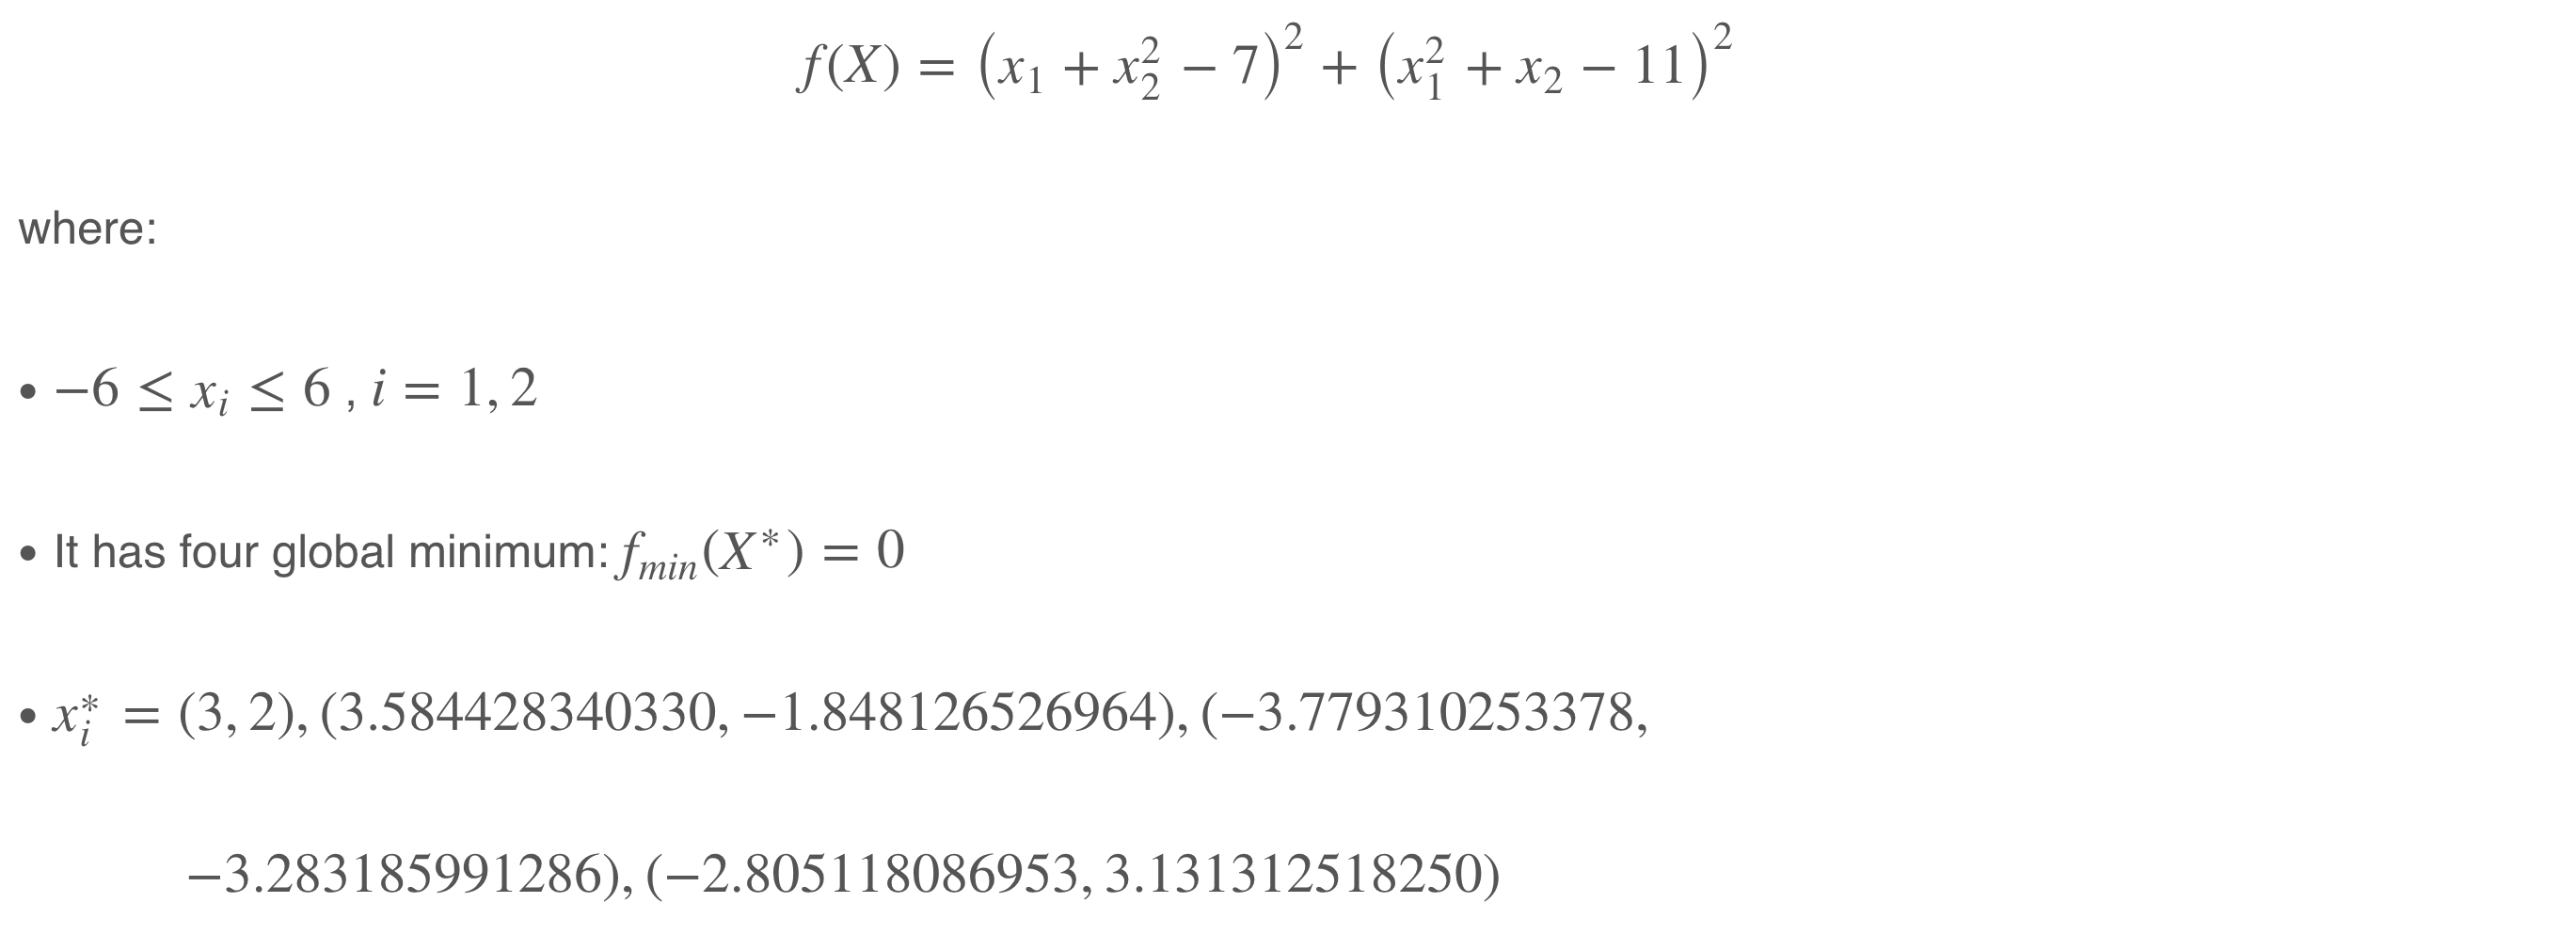 f(X) = (x₁ + x₂² − 7)² + (x₁² + x₂ − 11)²
where:
• −6 ≤ xᵢ ≤ 6 , i = 1, 2
• It has four global minimum: f_min(X*) = 0
• xᵢ* = (3, 2), (3.584428340330, −1.848126526964), (−3.779310253378,
−3.283185991286), (−2.805118086953, 3.131312518250)